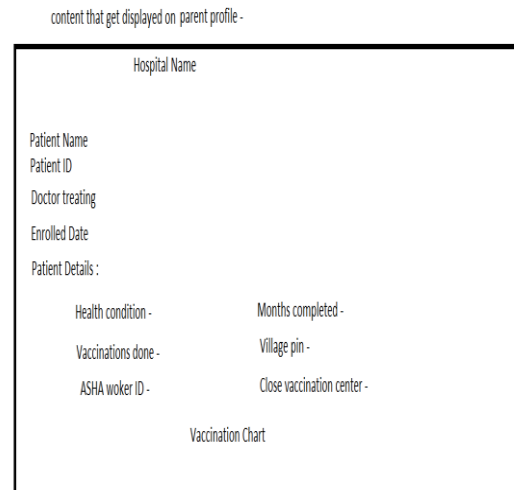 content that get displayed on parent profile -
Hospital Name
Patient Name
Patient ID
Doctor treating
Enrolled Date
Patient Details :
Health condition - Months completed -
Vaccinations done - Village pin -
ASHA woker ID - Close vaccination center -
Vaccination Chart